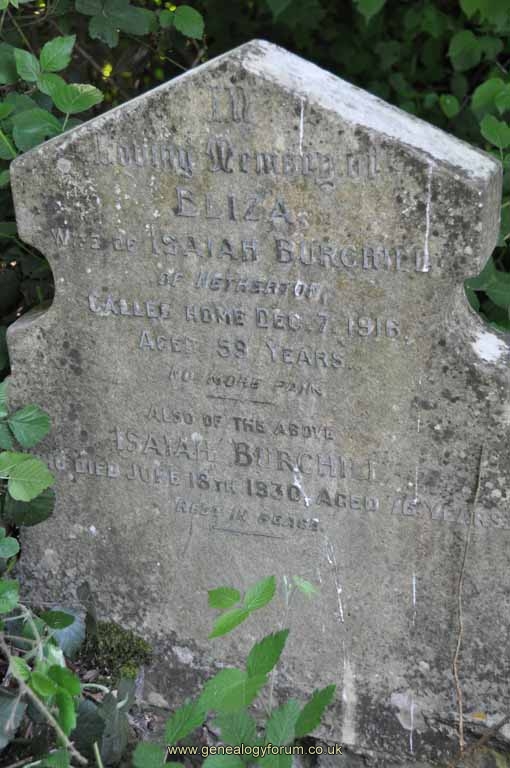 In
Loving Memory of
ELIZA
WIFE OF ISAIAH BURCHILL
OF NETHERTON,
CALLED HOME DEC. 7, 1916
AGED 59 YEARS.
NO MORE PAIN
ALSO OF THE ABOVE
ISAIAH BURCHILL
WHO DIED JUNE 18TH 1930, AGED 76 YEARS.
REST IN PEACE.
www.genealogyforum.co.uk